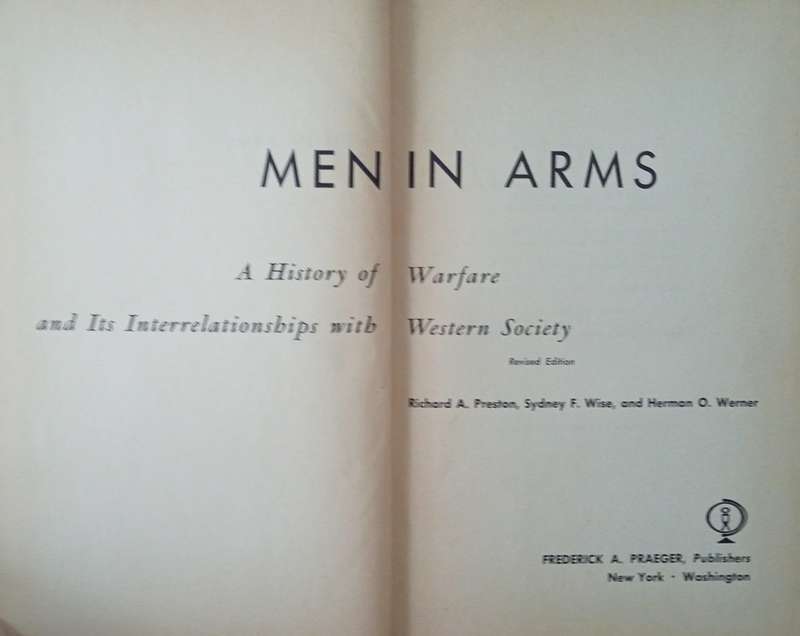 MEN IN ARMS
A History of Warfare
and Its Interrelationships with Western Society
Revised Edition
Richard A. Preston, Sydney F. Wise, and Herman O. Werner
FREDERICK A. PRAEGER, Publishers
New York · Washington